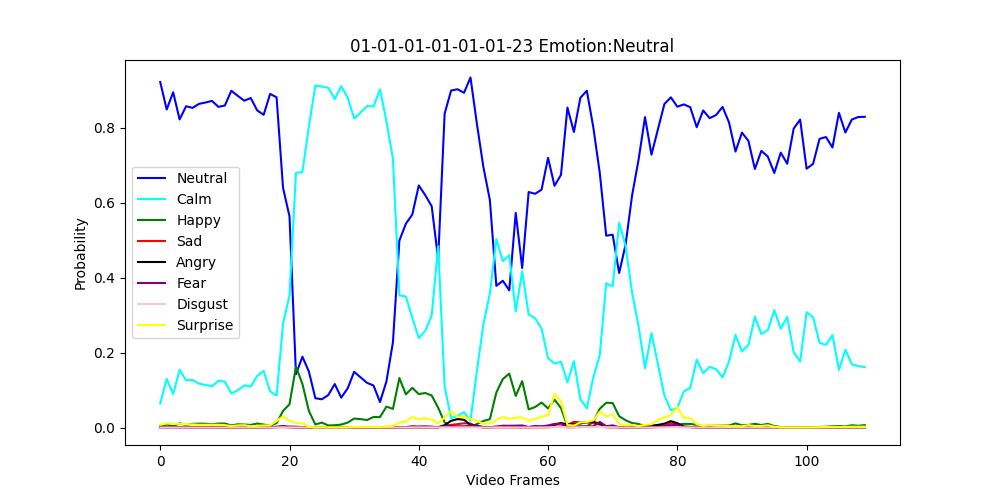 01-01-01-01-01-01-23 Emotion:Neutral
Probability
0.8
0.6
0.4
0.2
0.0
Neutral
Calm
Happy
Sad
Angry
Fear
Disgust
Surprise
0 20 40 60 80 100
Video Frames